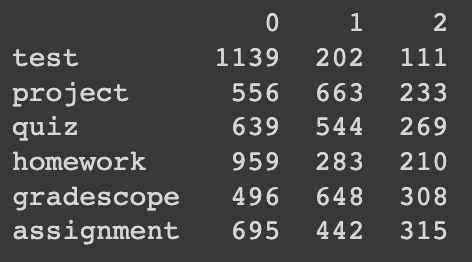 0 1 2
test 1139 202 111
project 556 663 233
quiz 639 544 269
homework 959 283 210
gradescope 496 648 308
assignment 695 442 315